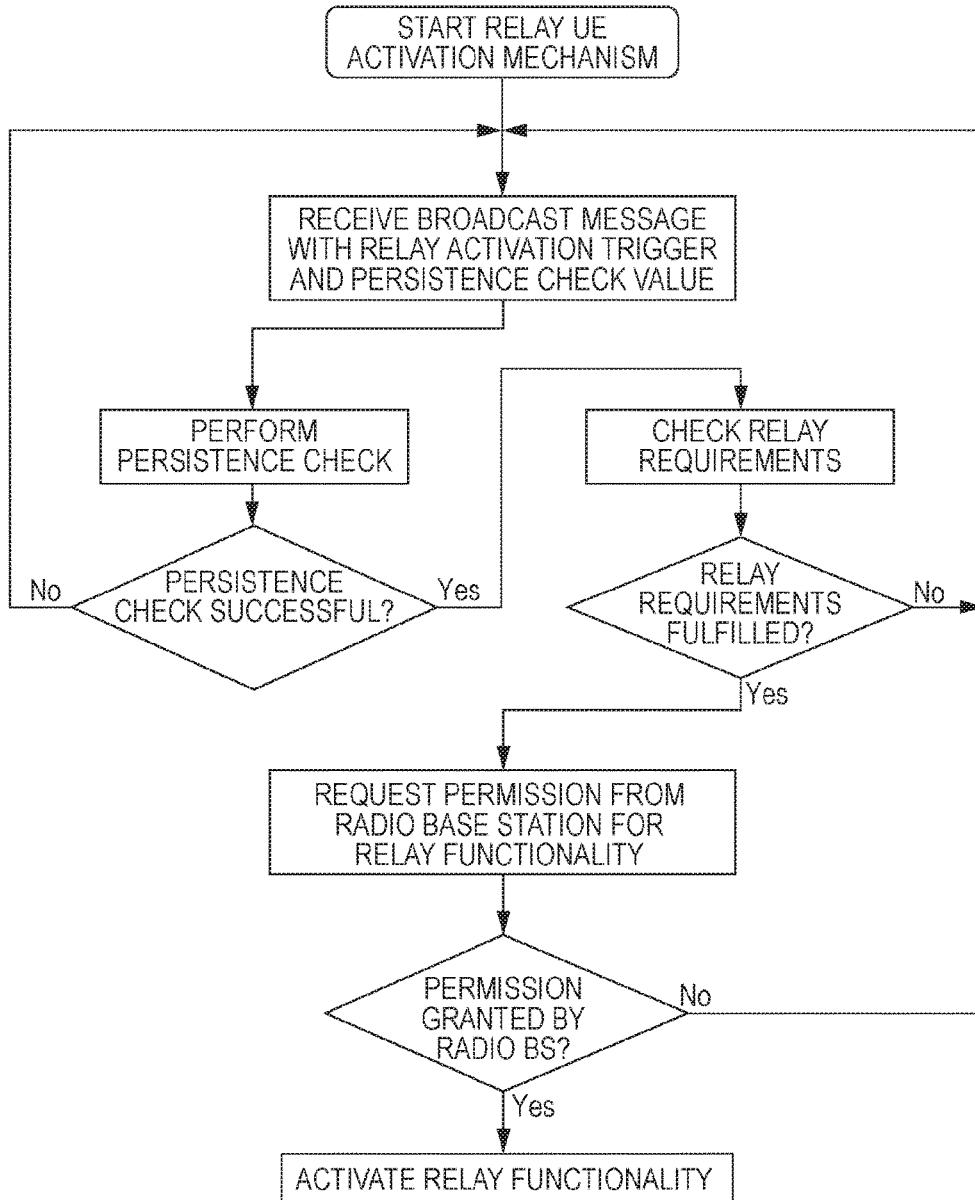 START RELAY UE
ACTIVATION MECHANISM
RECEIVE BROADCAST MESSAGE
WITH RELAY ACTIVATION TRIGGER
AND PERSISTENCE CHECK VALUE
PERFORM
PERSISTENCE CHECK
CHECK RELAY
REQUIREMENTS
No
PERSISTENCE
CHECK SUCCESSFUL?
Yes
RELAY
REQUIREMENTS
FULFILLED?
No
Yes
REQUEST PERMISSION FROM
RADIO BASE STATION FOR
RELAY FUNCTIONALITY
PERMISSION
GRANTED BY
RADIO BS?
No
Yes
ACTIVATE RELAY FUNCTIONALITY